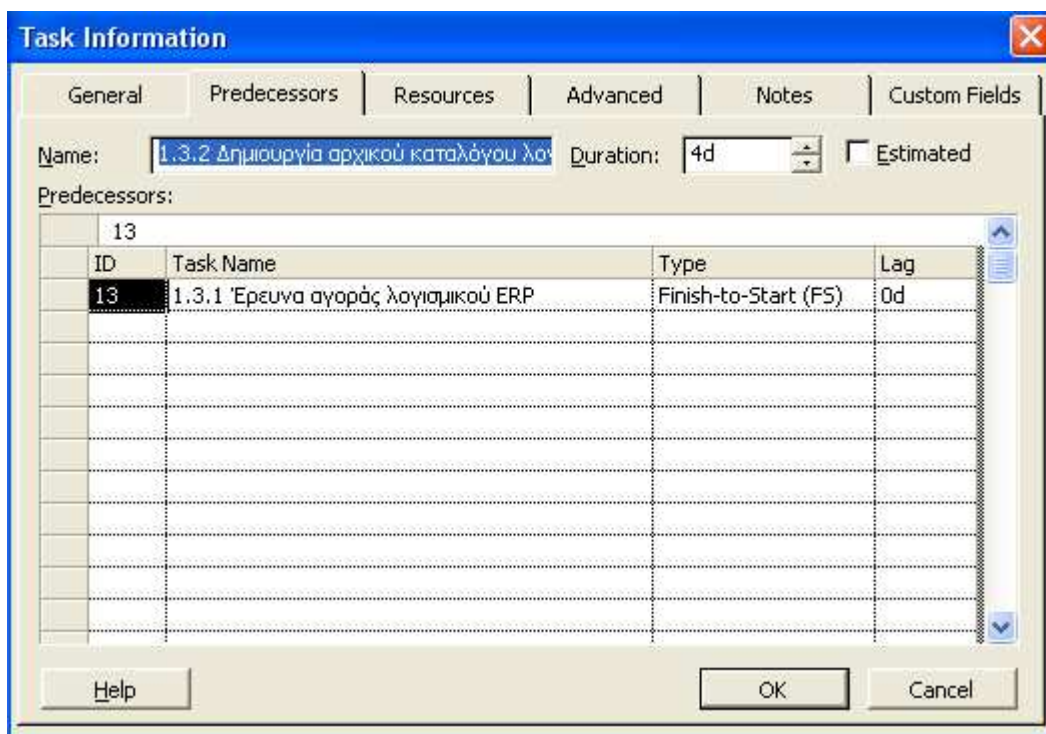 Task Information
General Predecessors Resources Advanced Notes Custom Fields
Name: 1.3.2 Δημιουργία αρχικού καταλόγου Duration: 4d Estimated
Predecessors:
13
ID Task Name Type Lag
13 1.3.1 Έρευνα αγοράς λογισμικού ERP Finish-to-Start (FS) 0d
Help OK Cancel